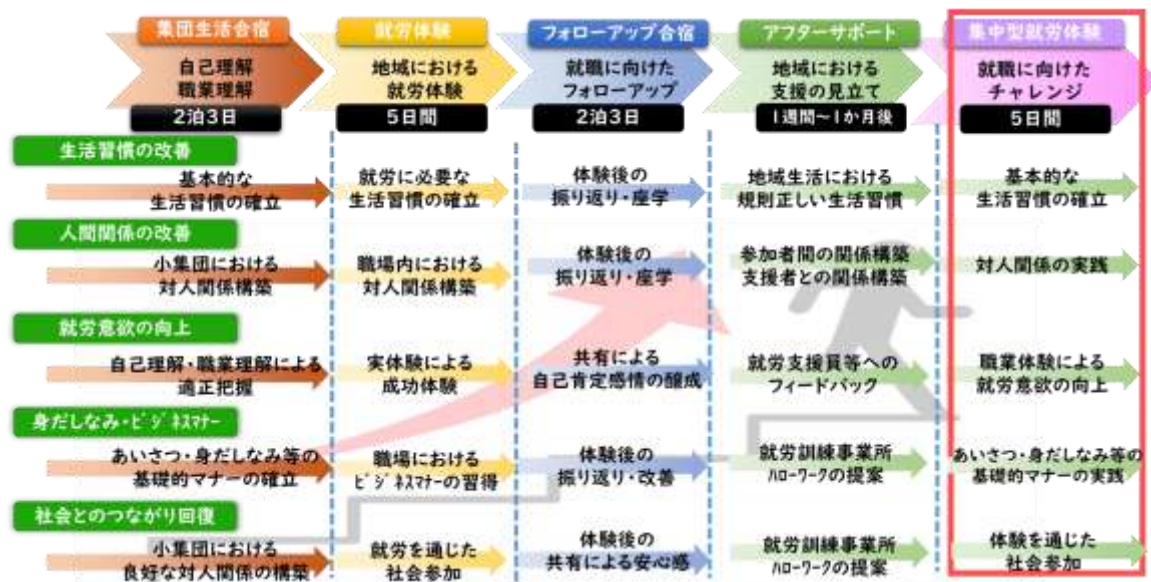 集団生活合宿
自己理解
職業理解
2泊3日
就労体験
地域における
就労体験
5日間
フォローアップ合宿
就職に向けた
フォローアップ
2泊3日
アフターサポート
地域における
支援の見立て
1週間～1か月後
集中型就労体験
就職に向けた
チャレンジ
5日間
生活習慣の改善
基本的な
生活習慣の確立
就労に必要な
生活習慣の確立
体験後の
振り返り・座学
地域生活における
規則正しい生活習慣
基本的な
生活習慣の確立
人間関係の改善
小集団における
対人関係構築
職場内における
対人関係構築
体験後の
振り返り・座学
参加者間の関係構築
支援者との関係構築
対人関係の実践
就労意欲の向上
自己理解・職業理解による
適正把握
実体験による
成功体験
共有による
自己肯定感情の醸成
就労支援員等への
フィードバック
職業体験による
就労意欲の向上
身だしなみ・ﾋﾞｼﾞﾈｽﾏﾅｰ
あいさつ・身だしなみ等の
基礎的マナーの確立
職場における
ﾋﾞｼﾞﾈｽﾏﾅｰの習得
体験後の
振り返り・改善
就労訓練事業所
ﾊﾛｰﾜｰｸの提案
あいさつ・身だしなみ等の
基礎的マナーの実践
社会とのつながり回復
小集団における
良好な対人関係の構築
就労を通じた
社会参加
体験後の
共有による安心感
就労訓練事業所
ﾊﾛｰﾜｰｸの提案
体験を通じた
社会参加